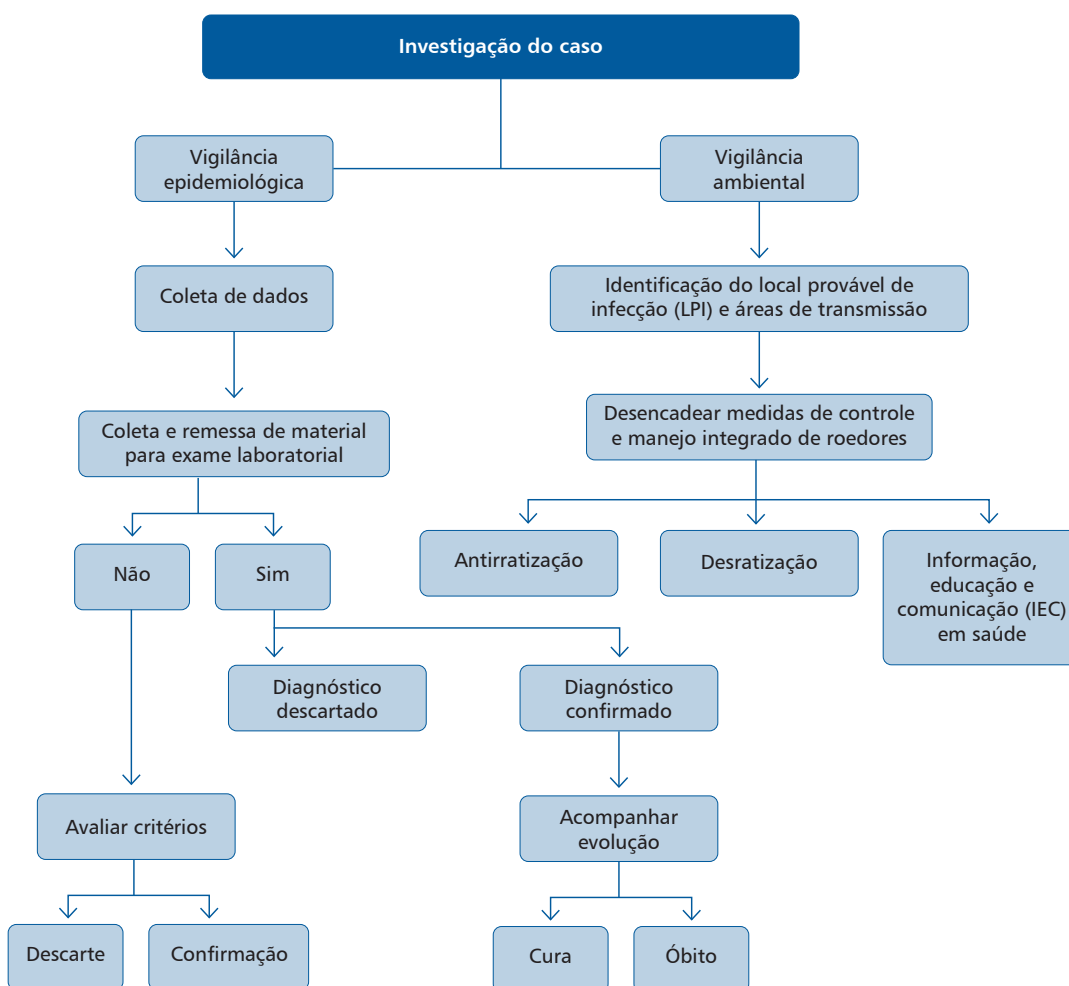 Investigação do caso
Vigilância
epidemiológica
Vigilância
ambiental
Coleta de dados
Identificação do local provável de
infecção (LPI) e áreas de transmissão
Coleta e remessa de material
para exame laboratorial
Desencadear medidas de controle
e manejo integrado de roedores
Não
Sim
Antirratização
Desratização
Informação,
educação e
comunicação (IEC)
em saúde
Diagnóstico
descartado
Diagnóstico
confirmado
Avaliar critérios
Acompanhar
evolução
Descarte
Confirmação
Cura
Óbito